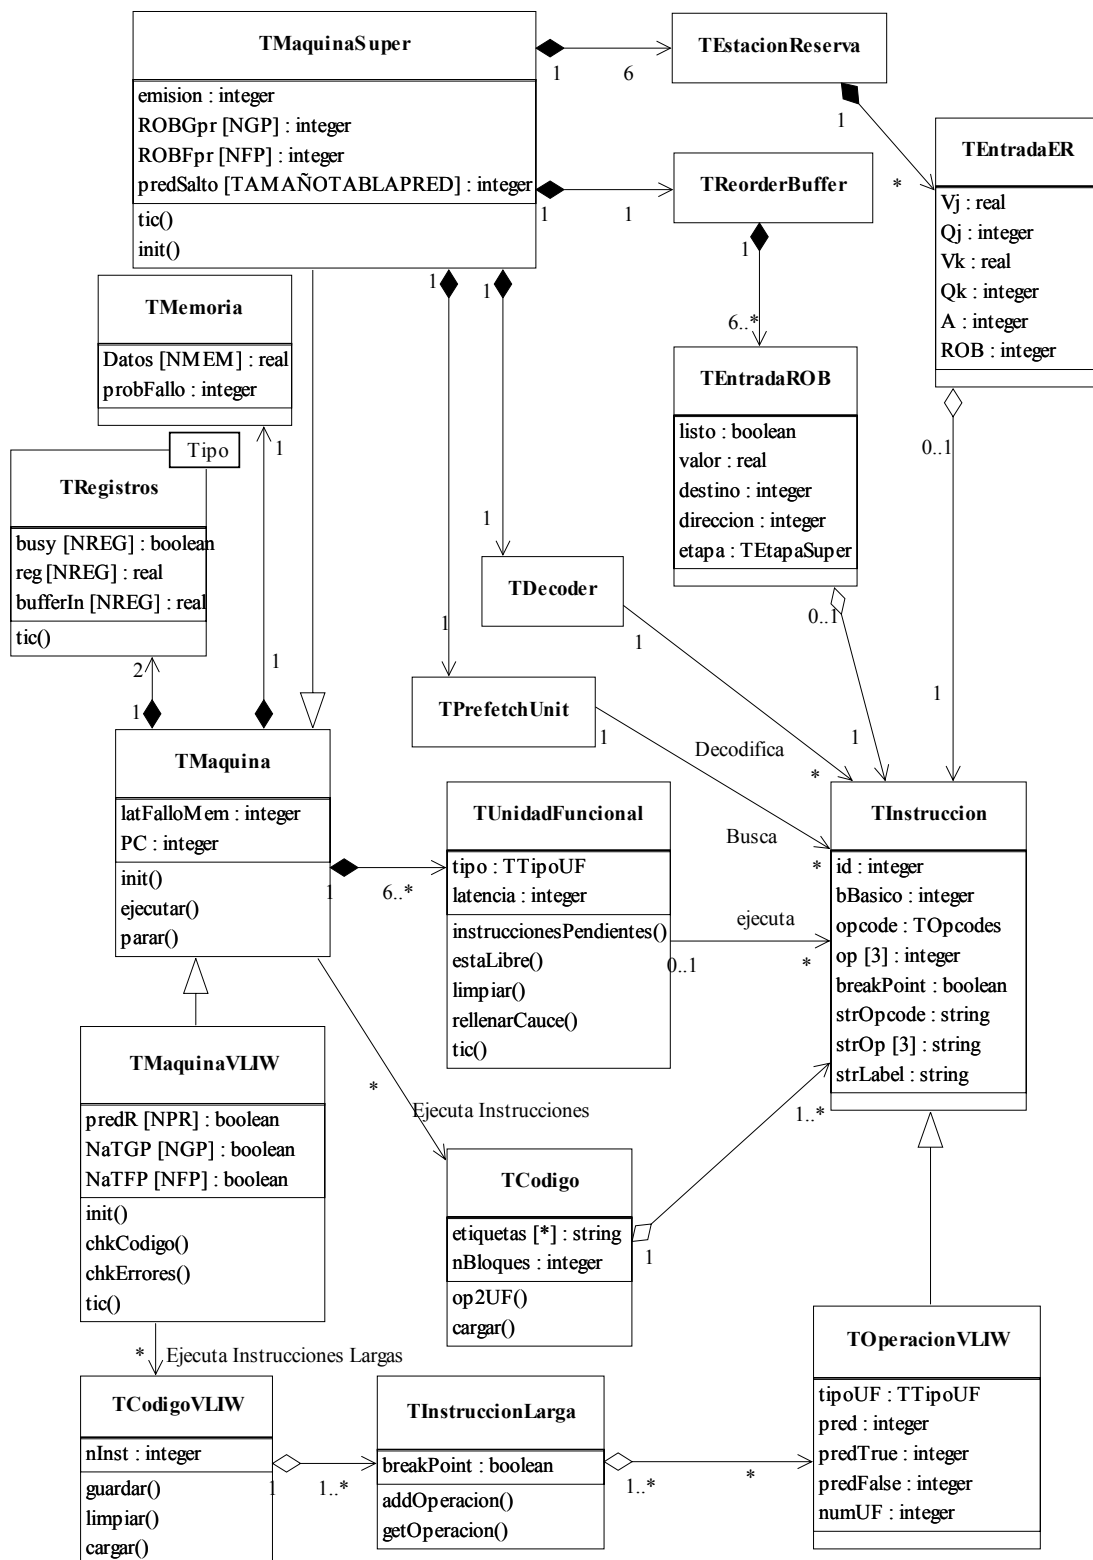 TMaquinaSuper
emision : integer
ROBGpr [NGP] : integer
ROBFpr [NFP] : integer
predSalto [TAMAÑOTABLAPRED] : integer
tic()
init()
1
6
TEstacionReserva
1
*
TEntradaER
Vj : real
Qj : integer
Vk : real
Qk : integer
A : integer
ROB : integer
0..1
1
1
1
TReorderBuffer
1
6..*
TEntradaROB
listo : boolean
valor : real
destino : integer
direccion : integer
etapa : TEtapaSuper
0..1
1
1
1
TMemoria
Datos [NMEM] : real
probFallo : integer
1
1
Tipo
TRegistros
busy [NREG] : boolean
reg [NREG] : real
bufferIn [NREG] : real
tic()
2
1
1
TDecoder
1
Decodifica
*
1
TPrefetchUnit
1
Busca
*
TMaquina
latFalloMem : integer
PC : integer
init()
ejecutar()
parar()
1
6..*
TUnidadFuncional
tipo : TTipoUF
latencia : integer
instruccionesPendientes()
estaLibre()
limpiar()
rellenarCauce()
tic()
ejecuta
0..1
*
TInstruccion
id : integer
bBasico : integer
opcode : TOpcodes
op [3] : integer
breakPoint : boolean
strOpcode : string
strOp [3] : string
strLabel : string
TMaquinaVLIW
predR [NPR] : boolean
NaTGP [NGP] : boolean
NaTFP [NFP] : boolean
init()
chkCodigo()
chkErrores()
tic()
*
Ejecuta Instrucciones
TCodigo
etiquetas [*] : string
nBloques : integer
op2UF()
cargar()
1
1..*
* Ejecuta Instrucciones Largas
TCodigoVLIW
nInst : integer
guardar()
limpiar()
cargar()
1
1..*
TInstruccionLarga
breakPoint : boolean
addOperacion()
getOperacion()
1..*
*
TOperacionVLIW
tipoUF : TTipoUF
pred : integer
predTrue : integer
predFalse : integer
numUF : integer